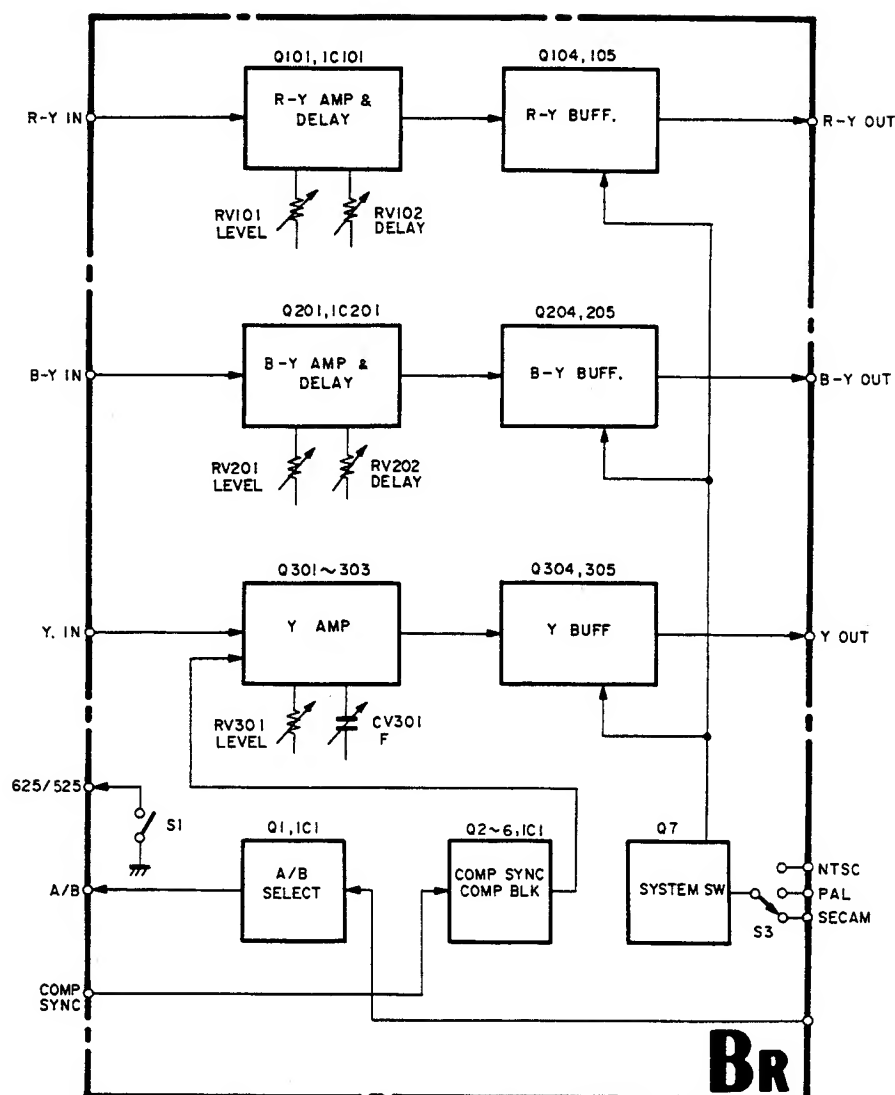 Q101, IC101
Q104, 105
R-Y IN
R-Y AMP &
DELAY
R-Y BUFF.
R-Y OUT
RV101
LEVEL
RV102
DELAY
Q201, IC201
Q204, 205
B-Y IN
B-Y AMP &
DELAY
B-Y BUFF.
B-Y OUT
RV201
LEVEL
RV202
DELAY
Q301~303
Q304, 305
Y. IN
Y AMP
Y BUFF
Y OUT
RV301
LEVEL
CV301
F
625/525
S1
Q1, IC1
Q2~6, IC1
Q7
A/B
A/B
SELECT
COMP SYNC
COMP BLK
SYSTEM SW
S3
NTSC
PAL
SECAM
COMP
SYNC
BR